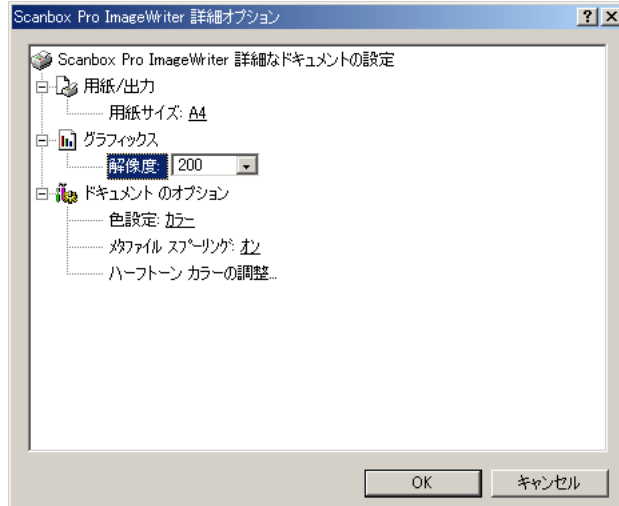 Scanbox Pro ImageWriter 詳細オプション
Scanbox Pro ImageWriter 詳細なドキュメントの設定
用紙/出力
用紙サイズ: A4
グラフィックス
解像度: 200
ドキュメント のオプション
色設定: カラー
メタファイル スプーリング: オン
ハーフトーン カラーの調整...
OK キャンセル